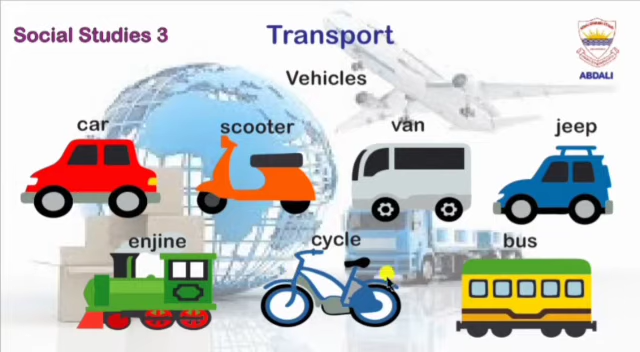 Social Studies 3
Transport
ABDALI
Vehicles
car
scooter
van
jeep
enjine
cycle
bus